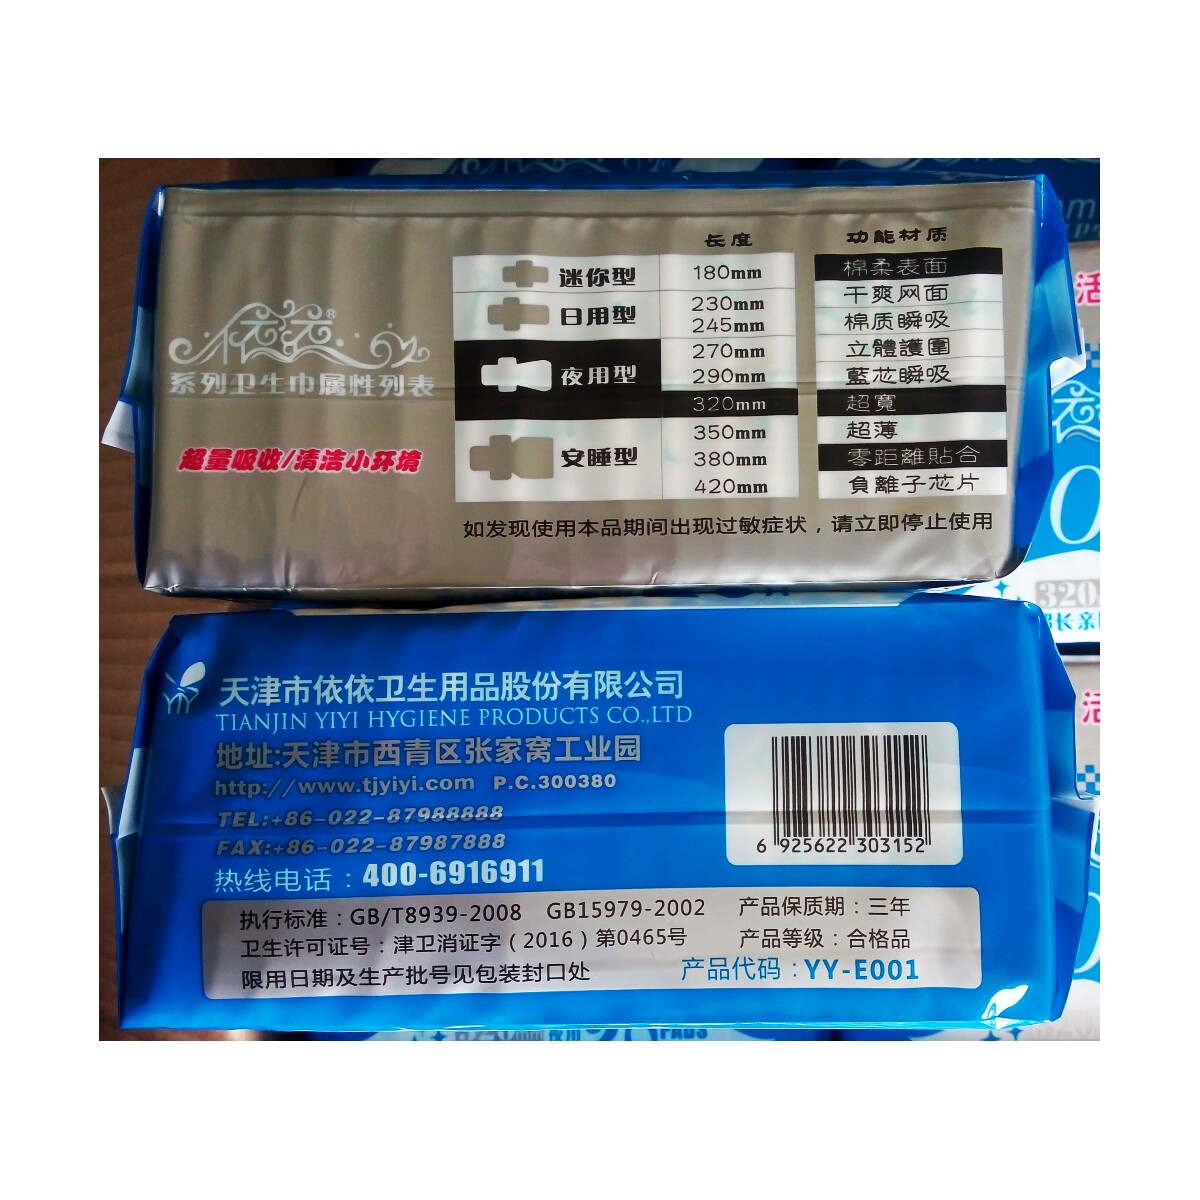 长度 功能材质
迷你型 180mm 棉柔表面
日用型 230mm 干爽网面
245mm 棉质瞬吸
夜用型 270mm 立體護圍
290mm 藍芯瞬吸
320mm 超寬
安睡型 350mm 超薄
380mm 零距離貼合
420mm 負離子芯片
依依®
系列卫生巾属性列表
超量吸收/清洁小环境
如发现使用本品期间出现过敏症状，请立即停止使用
天津市依依卫生用品股份有限公司
TIANJIN YIYI HYGIENE PRODUCTS CO.,LTD
地址:天津市西青区张家窝工业园
http://www.tjyiyi.com P.C.300380
TEL:+86-022-87988888
FAX:+86-022-87987888
热线电话：400-6916911
6 925622 303152
执行标准：GB/T8939-2008 GB15979-2002 产品保质期：三年
卫生许可证号：津卫消证字（2016）第0465号 产品等级：合格品
限用日期及生产批号见包装封口处 产品代码：YY-E001
活
320
活
PADS